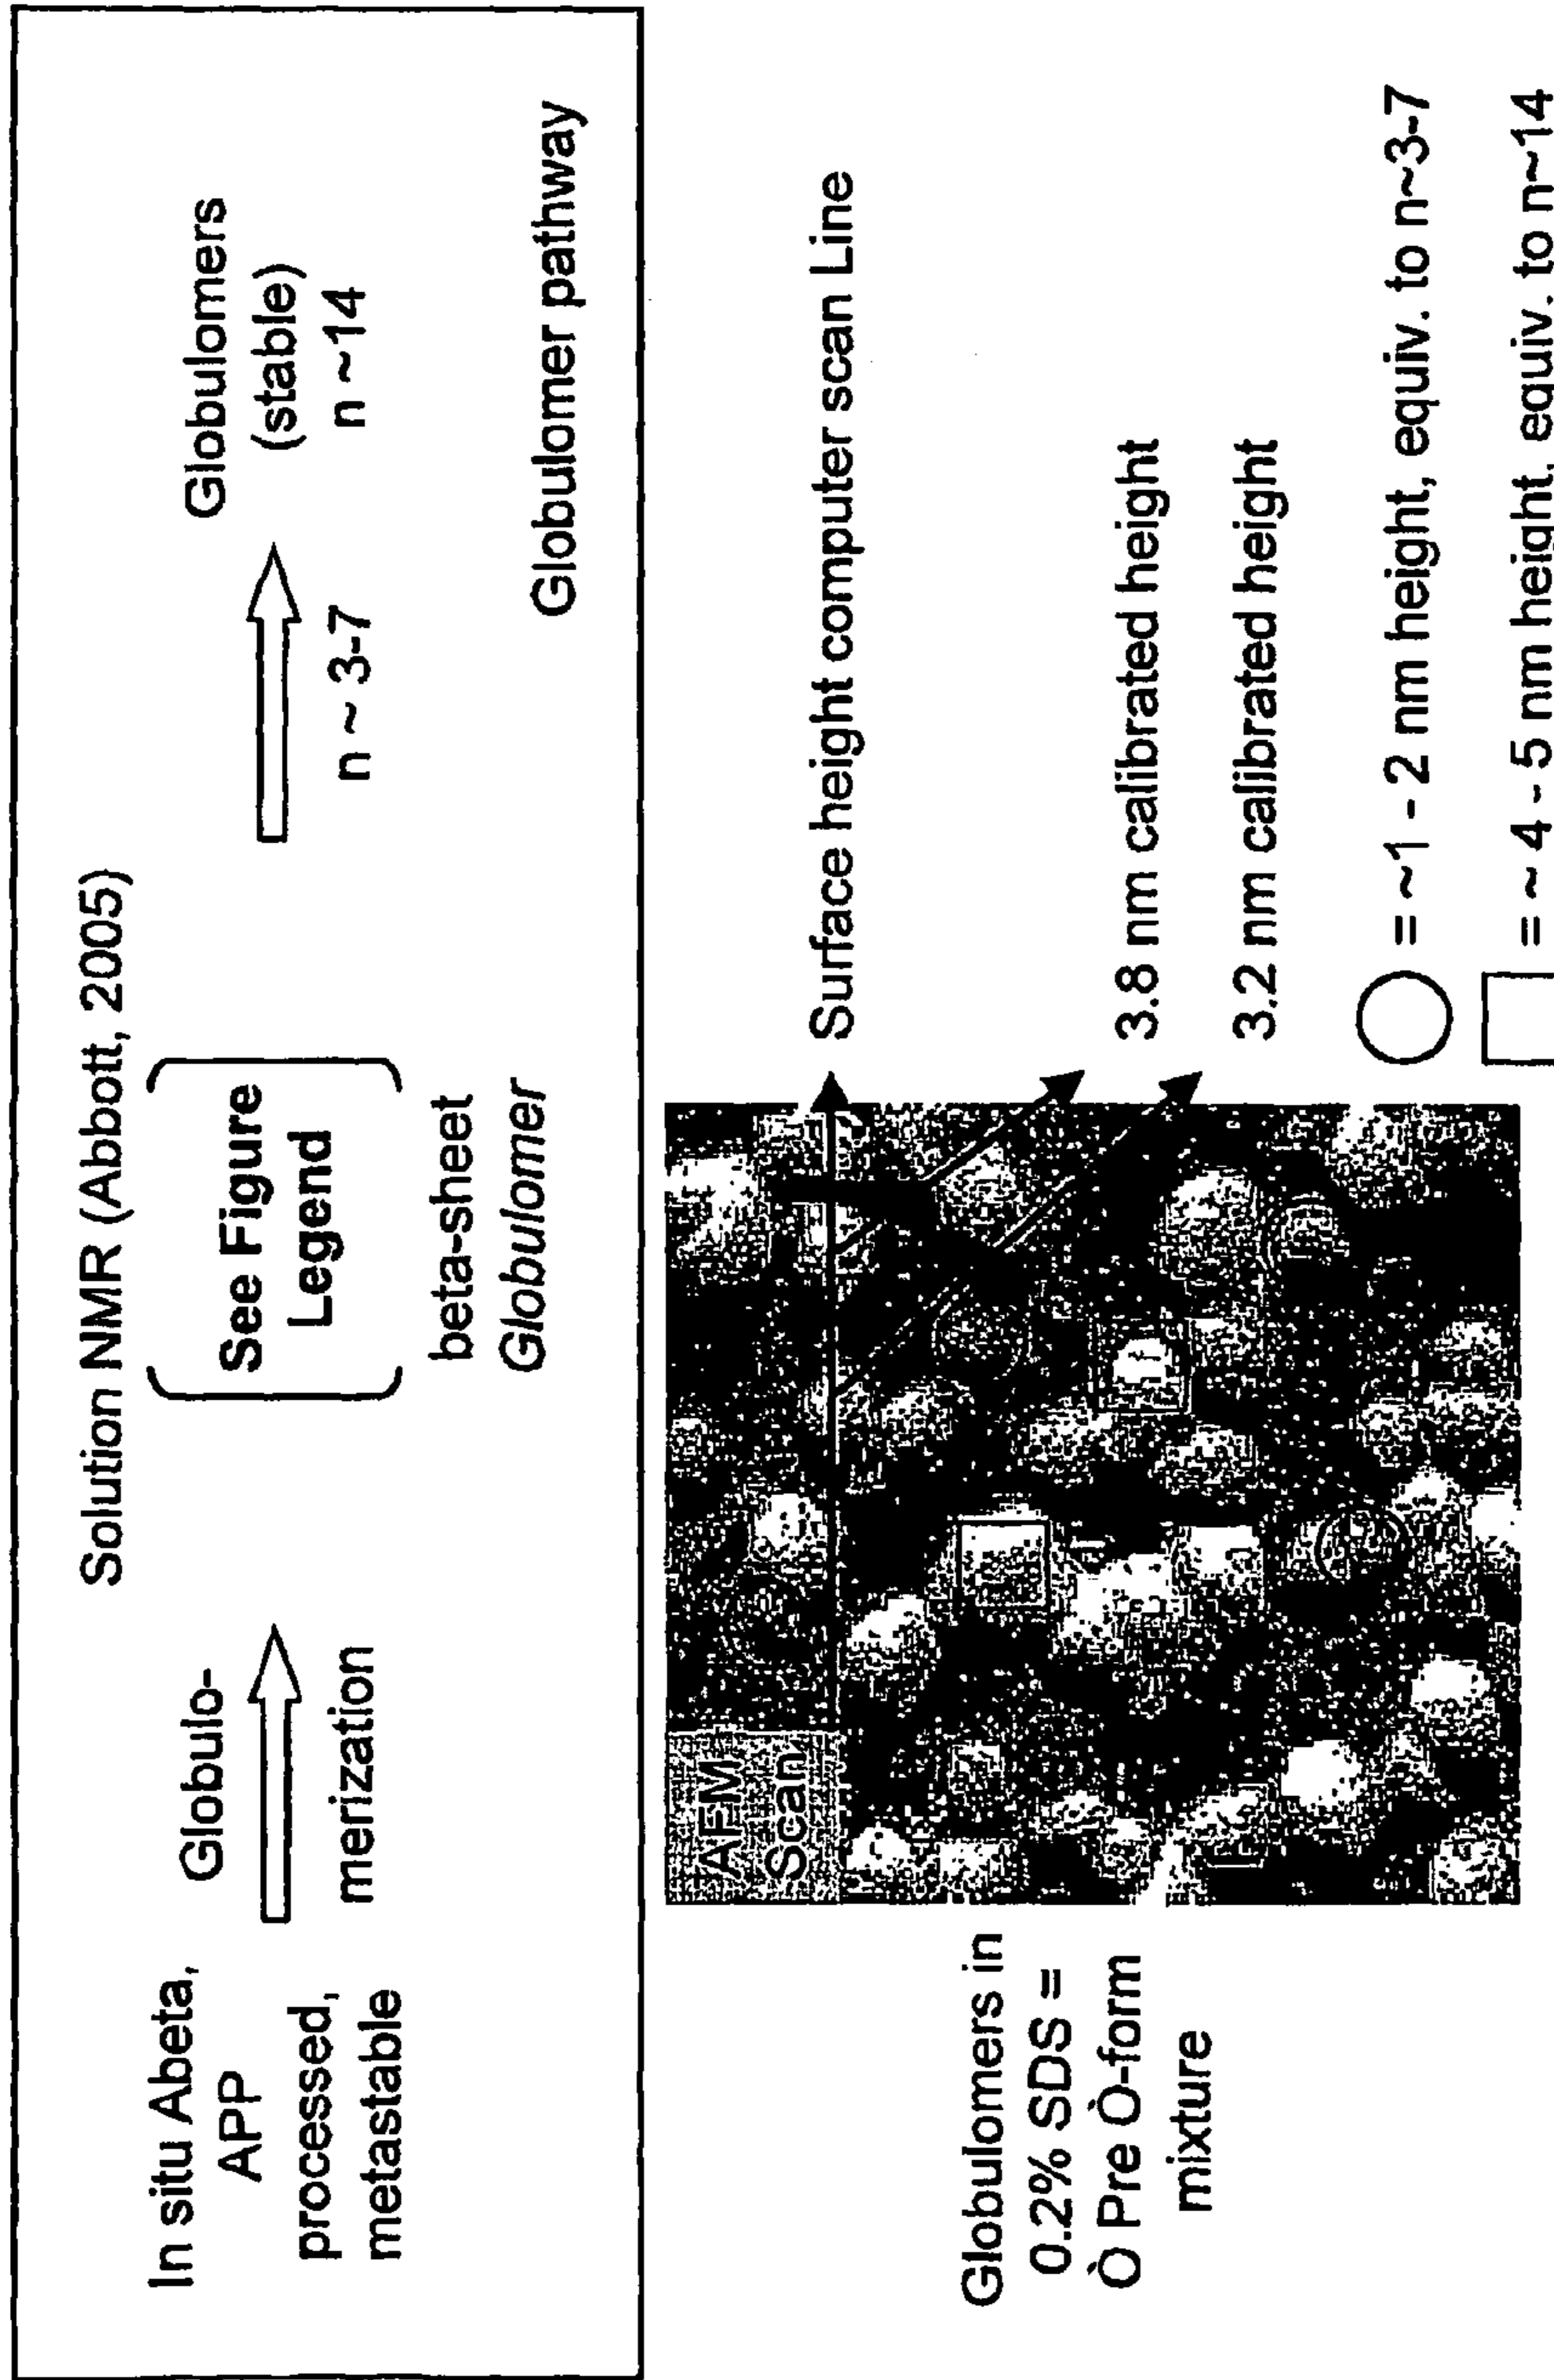 Solution NMR (Abbott, 2005)
In situ Abeta,
APP
processed,
metastable
Globulo-
merization
See Figure
Legend
beta-sheet
Globulomer
n ~ 3-7
Globulomers
(stable)
n ~14
Globulomer pathway
Globulomers in
0.2% SDS =
Ò Pre Ò-form
mixture
AFM
Scan
Surface height computer scan Line
3.8 nm calibrated height
3.2 nm calibrated height
= ~1 - 2 nm height, equiv. to n~3-7
= ~ 4 - 5 nm height, equiv. to n~14